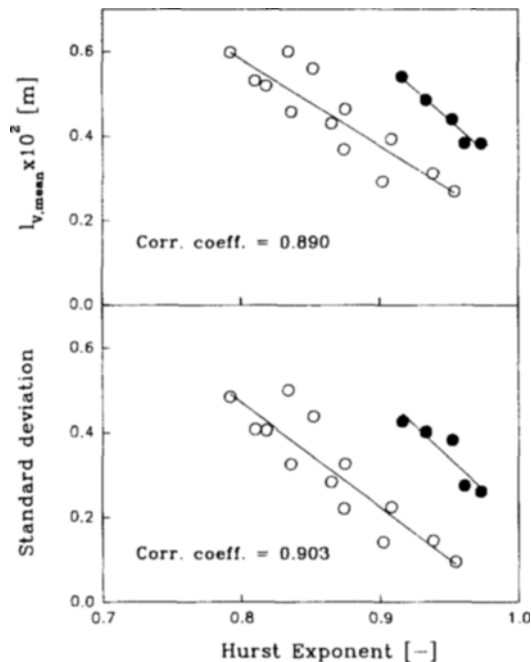 0.6
0.4
0.2
0.0
l_{v,mean}x10² [m]
Corr. coeff. = 0.890
0.6
0.4
0.2
0.0
Standard deviation
Corr. coeff. = 0.903
0.7
0.8
0.9
1.0
Hurst Exponent [-]